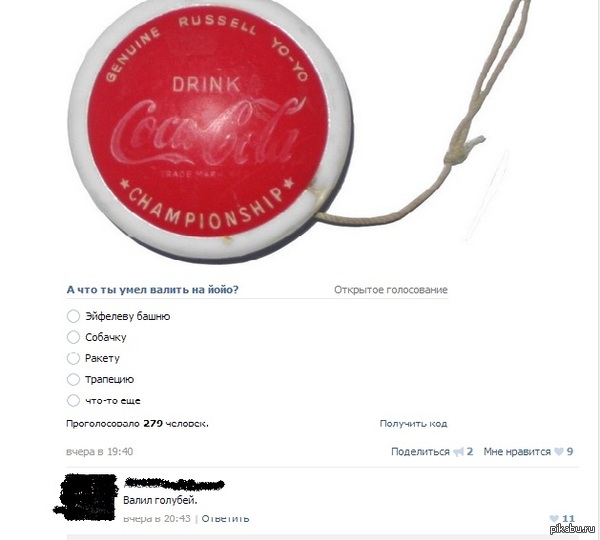 GENUINE RUSSELL YO-YO
DRINK
Coca-Cola
TRADE MARK
★CHAMPIONSHIP★
А что ты умел валить на йойо?
Открытое голосование
Эйфелеву башню
Собачку
Ракету
Трапецию
что-то еще
Проголосовало 279 человек.
Получить код
вчера в 19:40
Поделиться 2 Мне нравится 9
Валил голубей.
вчера в 20:43 | Ответить
11
pikabu.ru